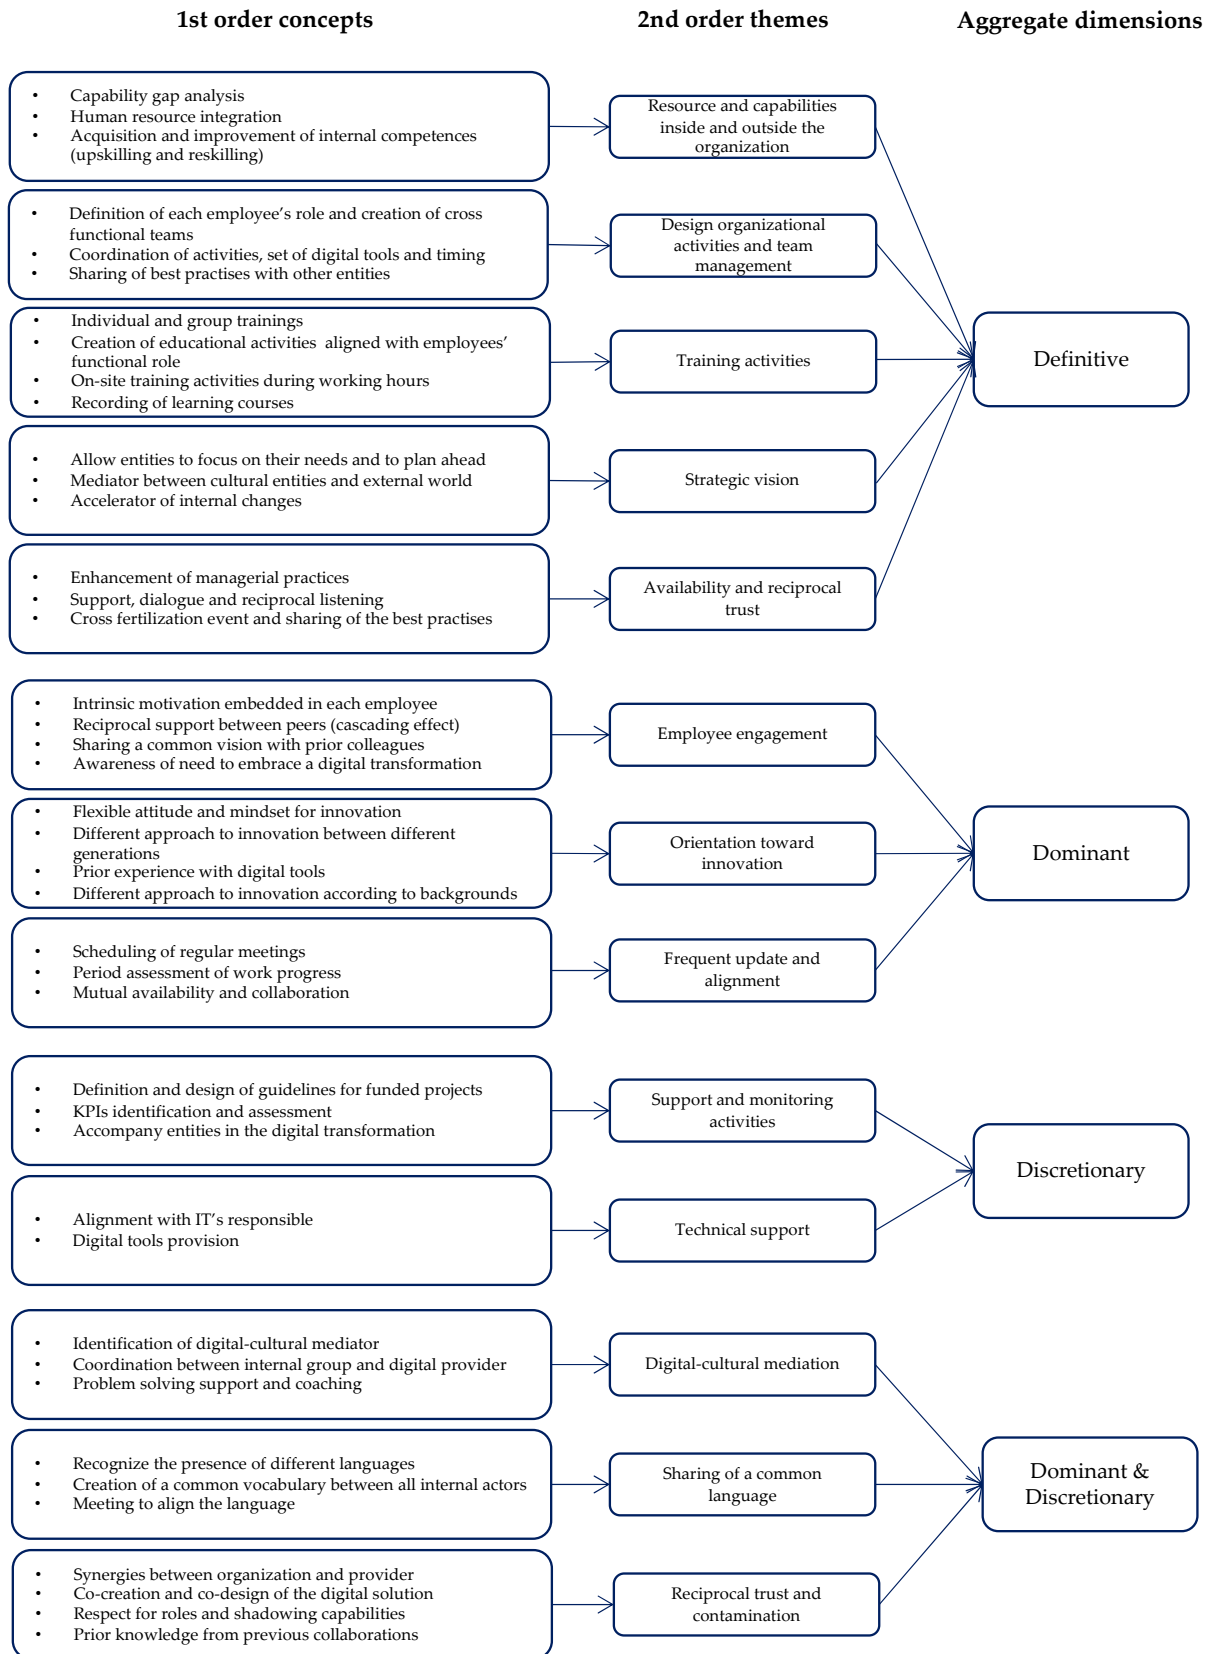 1st order concepts
2nd order themes
Aggregate dimensions
• Capability gap analysis
• Human resource integration
• Acquisition and improvement of internal competences
(upskilling and reskilling)
Resource and capabilities
inside and outside the
organization
• Definition of each employee’s role and creation of cross
functional teams
• Coordination of activities, set of digital tools and timing
• Sharing of best practises with other entities
Design organizational
activities and team
management
• Individual and group trainings
• Creation of educational activities aligned with employees’
functional role
• On-site training activities during working hours
• Recording of learning courses
Training activities
Definitive
• Allow entities to focus on their needs and to plan ahead
• Mediator between cultural entities and external world
• Accelerator of internal changes
Strategic vision
• Enhancement of managerial practices
• Support, dialogue and reciprocal listening
• Cross fertilization event and sharing of the best practises
Availability and reciprocal
trust
• Intrinsic motivation embedded in each employee
• Reciprocal support between peers (cascading effect)
• Sharing a common vision with prior colleagues
• Awareness of need to embrace a digital transformation
Employee engagement
• Flexible attitude and mindset for innovation
• Different approach to innovation between different
generations
• Prior experience with digital tools
• Different approach to innovation according to backgrounds
Orientation toward
innovation
Dominant
• Scheduling of regular meetings
• Period assessment of work progress
• Mutual availability and collaboration
Frequent update and
alignment
• Definition and design of guidelines for funded projects
• KPIs identification and assessment
• Accompany entities in the digital transformation
Support and monitoring
activities
Discretionary
• Alignment with IT’s responsible
• Digital tools provision
Technical support
• Identification of digital-cultural mediator
• Coordination between internal group and digital provider
• Problem solving support and coaching
Digital-cultural mediation
• Recognize the presence of different languages
• Creation of a common vocabulary between all internal actors
• Meeting to align the language
Sharing of a common
language
Dominant &
Discretionary
• Synergies between organization and provider
• Co-creation and co-design of the digital solution
• Respect for roles and shadowing capabilities
• Prior knowledge from previous collaborations
Reciprocal trust and
contamination